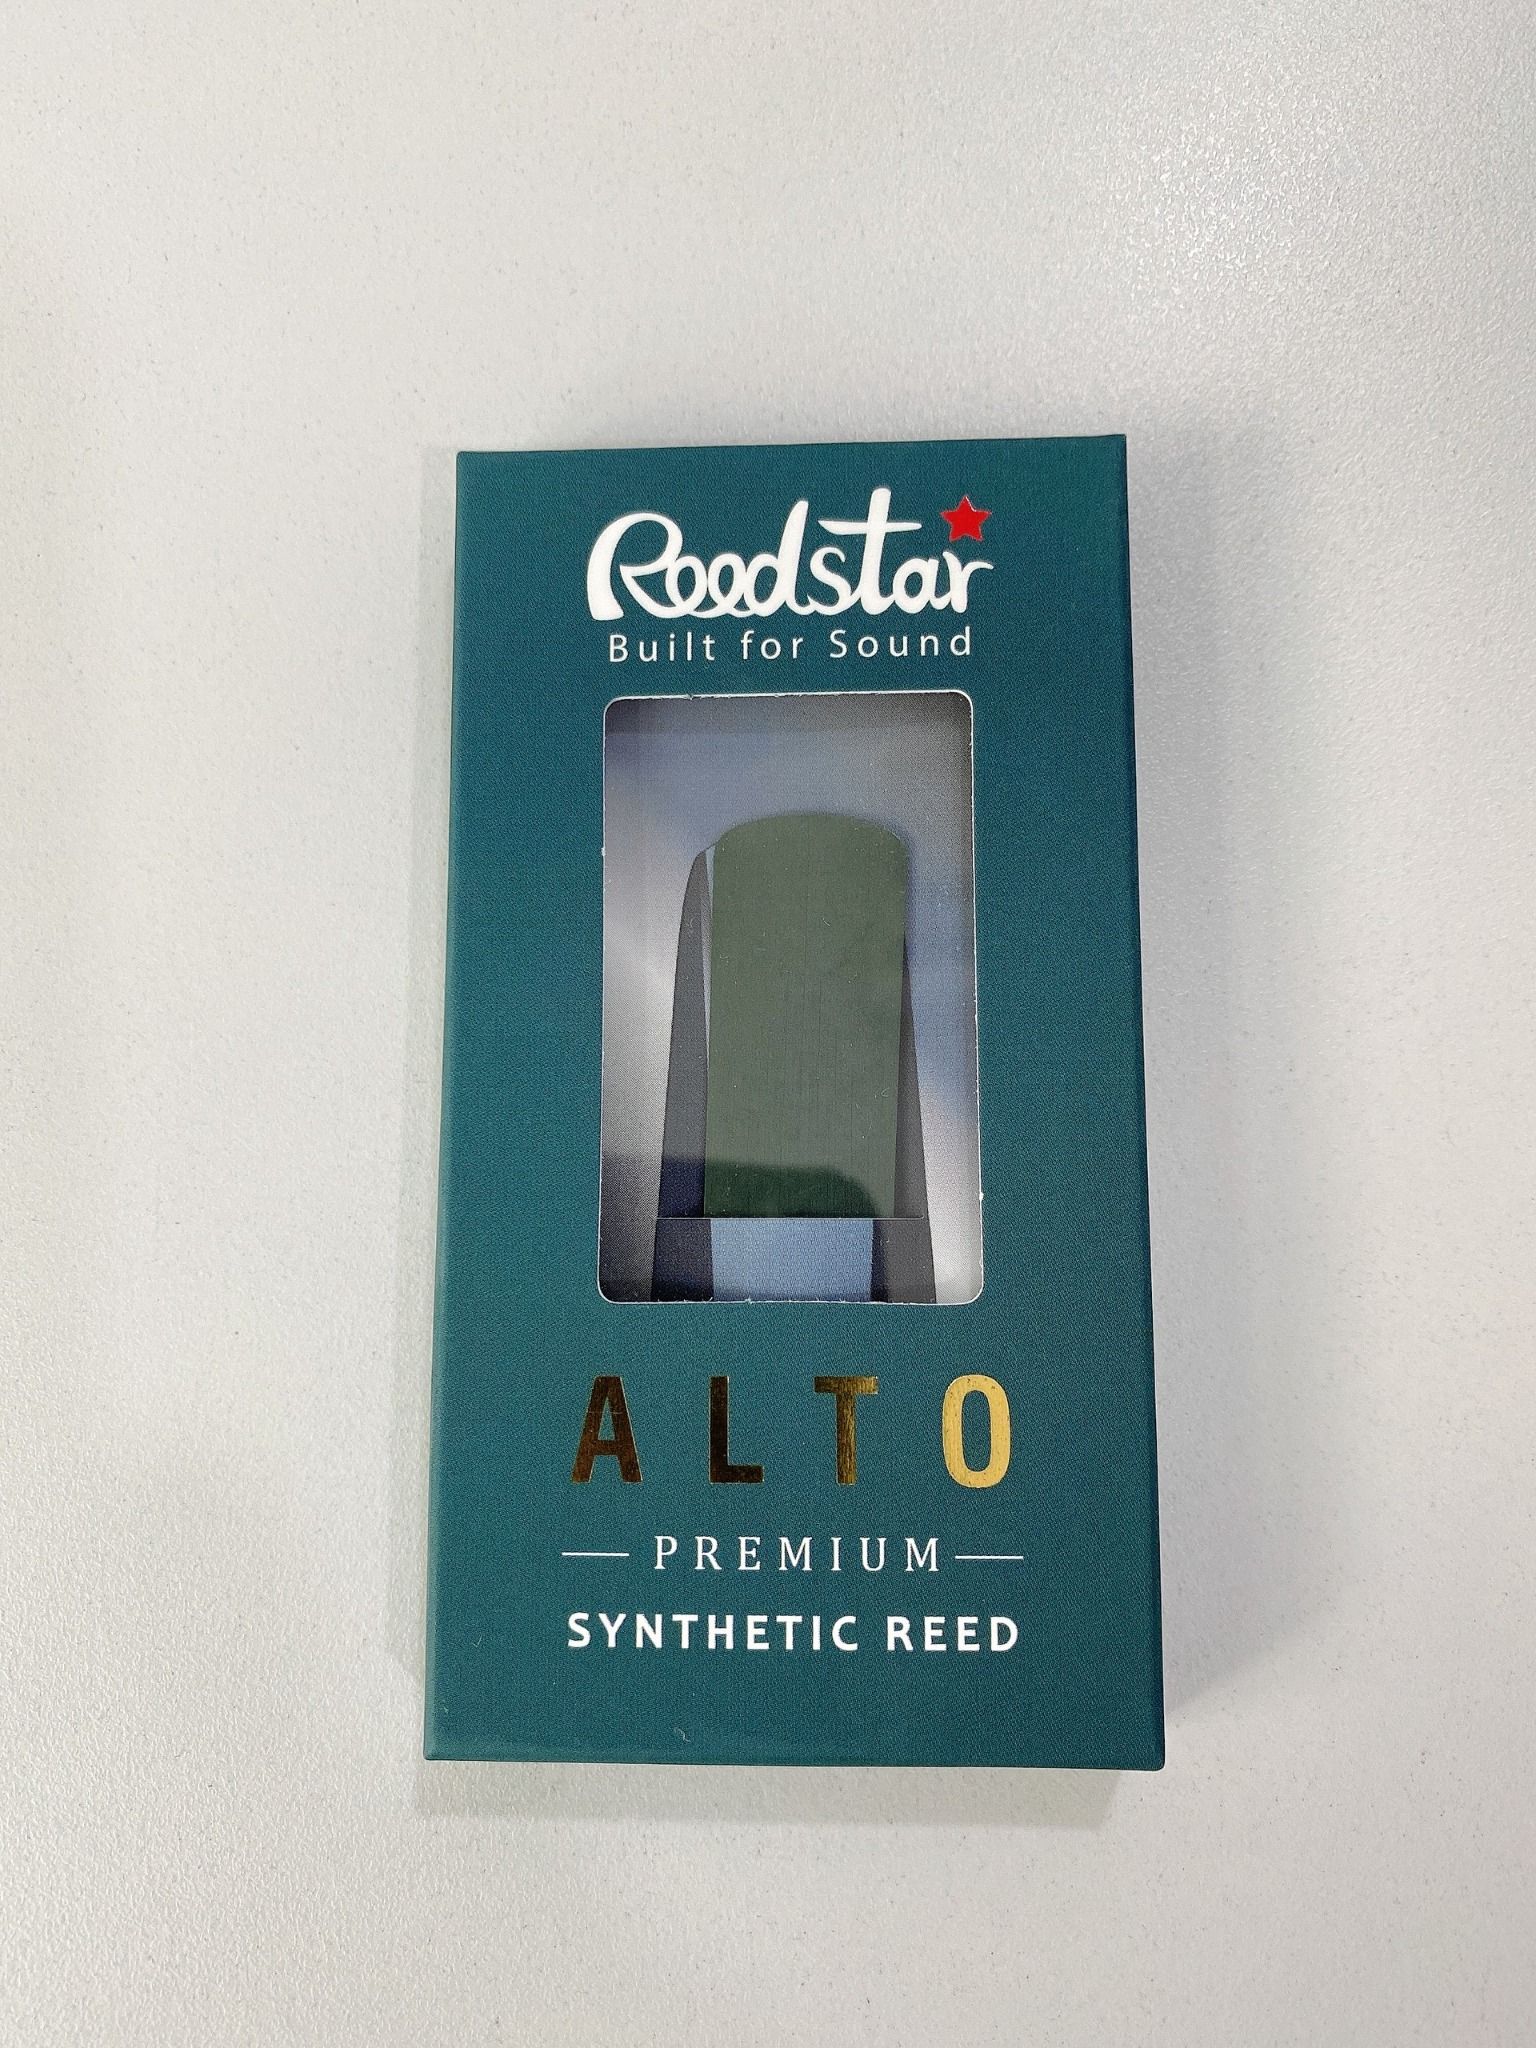 Reedstar
Built for Sound
ALTO
PREMIUM
SYNTHETIC REED